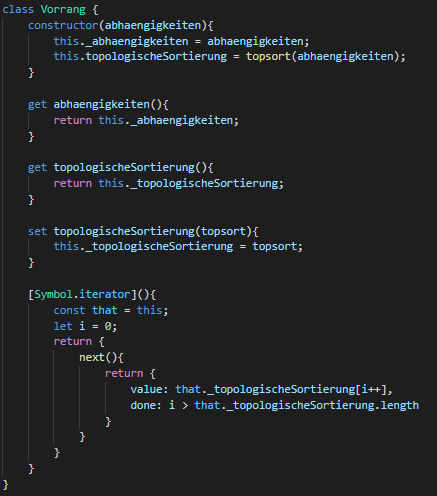 class Vorrang {
    constructor(abhaengigkeiten){
        this._abhaengigkeiten = abhaengigkeiten;
        this.topologischeSortierung = topsort(abhaengigkeiten);
    }

    get abhaengigkeiten(){
        return this._abhaengigkeiten;
    }

    get topologischeSortierung(){
        return this._topologischeSortierung;
    }

    set topologischeSortierung(topsort){
        this._topologischeSortierung = topsort;
    }

    [Symbol.iterator](){
        const that = this;
        let i = 0;
        return {
            next(){
                return {
                    value: that._topologischeSortierung[i++],
                    done: i > that._topologischeSortierung.length
                }
            }
        }
    }
}